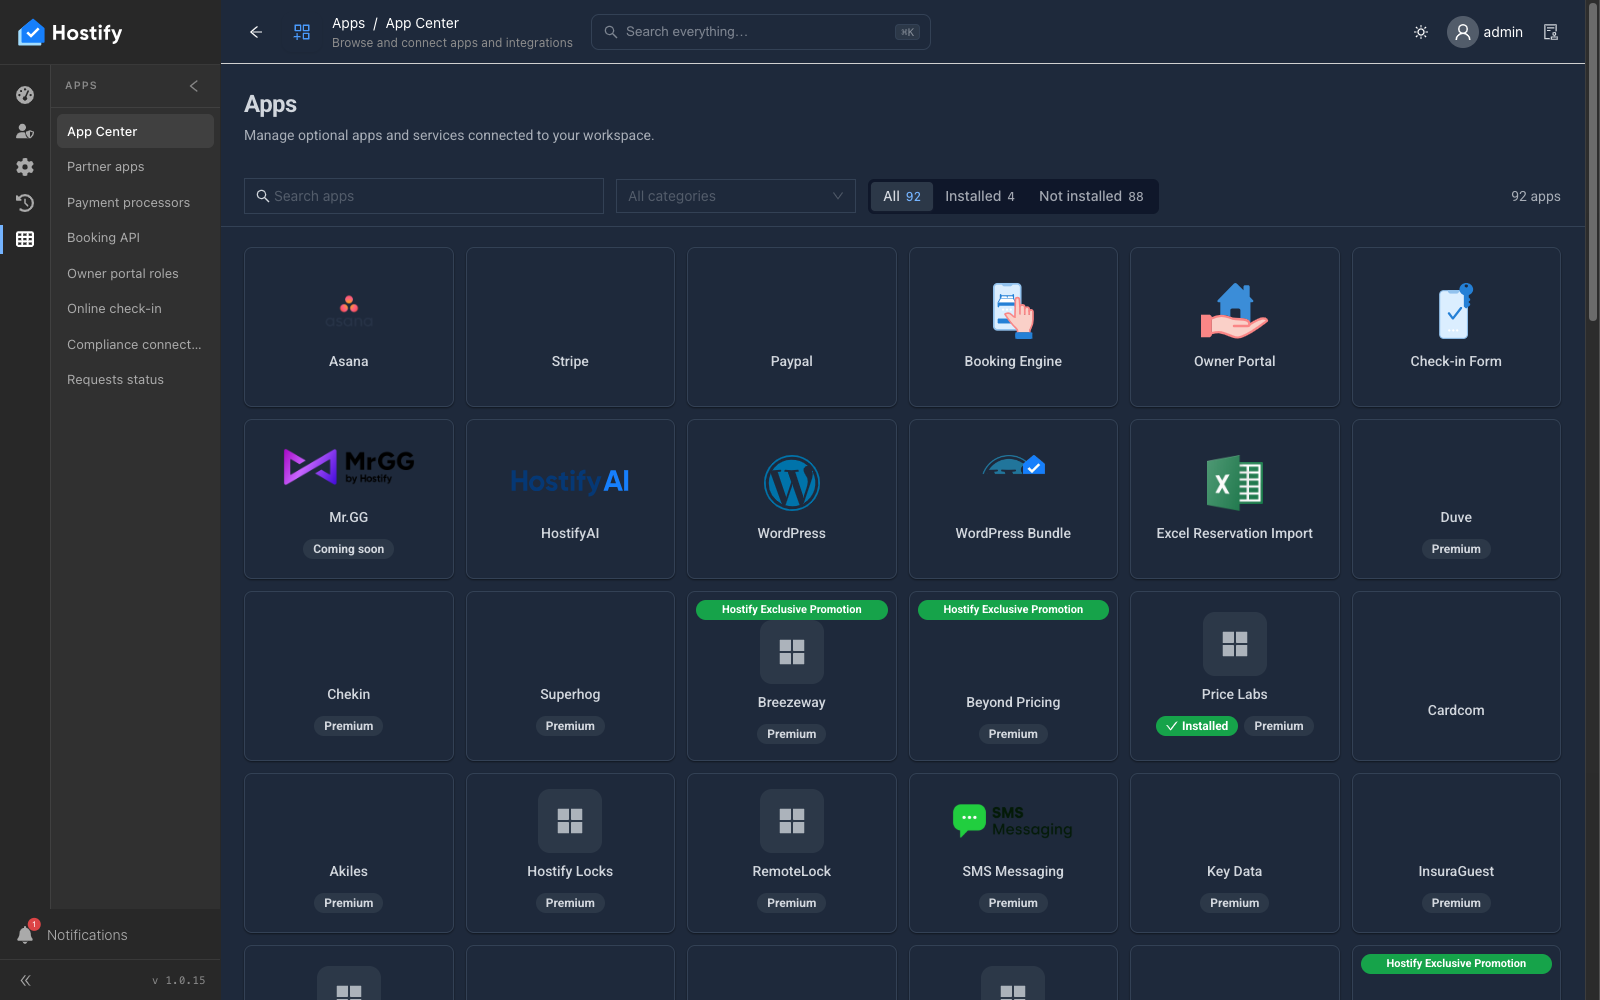 Hostify
Apps / App Center
Browse and connect apps and integrations
Search everything...
⌘K
admin
APPS
App Center
Partner apps
Payment processors
Booking API
Owner portal roles
Online check-in
Compliance connect...
Requests status
Notifications
1
v 1.0.15
Apps
Manage optional apps and services connected to your workspace.
Search apps
All categories
All 92
Installed 4
Not installed 88
92 apps
asana
Asana
Stripe
Paypal
Booking Engine
Owner Portal
Check-in Form
MrGG
by Hostify
Mr.GG
Coming soon
HostifyAI
HostifyAI
WordPress
WordPress Bundle
X
Excel Reservation Import
Duve
Premium
Chekin
Premium
Superhog
Premium
Hostify Exclusive Promotion
Breezeway
Premium
Hostify Exclusive Promotion
Beyond Pricing
Premium
Price Labs
Installed
Premium
Cardcom
Akiles
Premium
Hostify Locks
Premium
RemoteLock
Premium
SMS
Messaging
SMS Messaging
Premium
Key Data
Premium
InsuraGuest
Premium
Hostify Exclusive Promotion